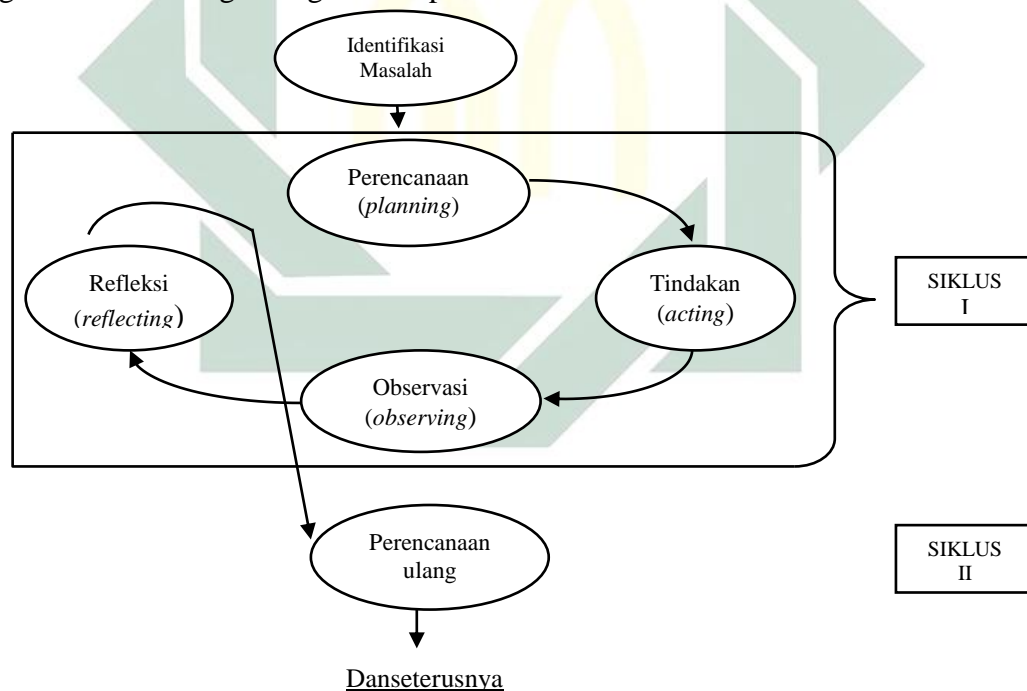 Identifikasi
Masalah
Perencanaan
(planning)
Refleksi
(reflecting)
Tindakan
(acting)
SIKLUS
I
Observasi
(observing)
Perencanaan
ulang
SIKLUS
II
Danseterusnya